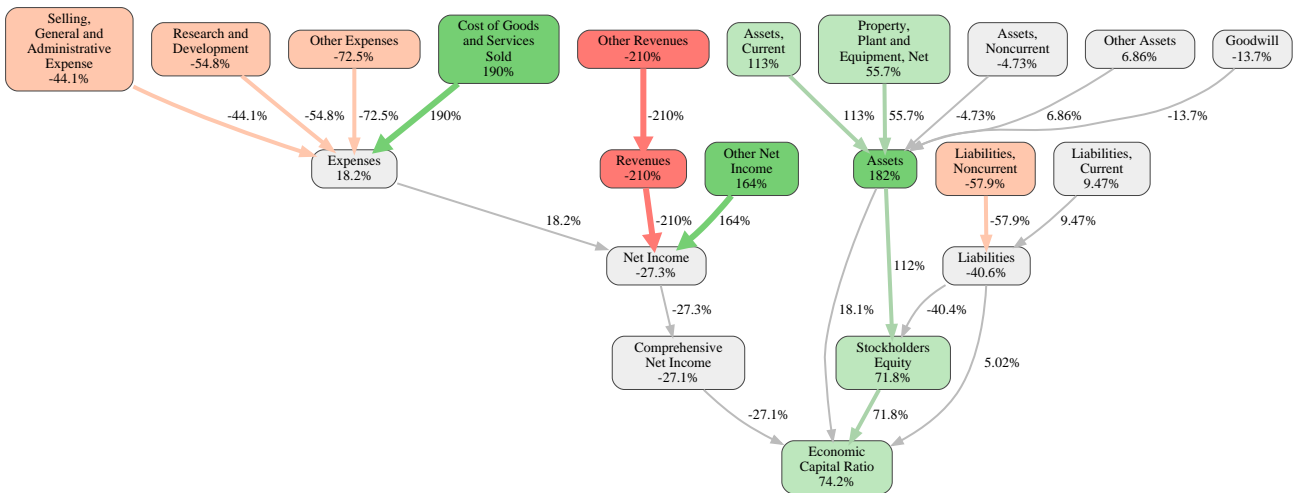 Selling,
General and
Administrative
Expense
-44.1%
Research and
Development
-54.8%
Other Expenses
-72.5%
Cost of Goods
and Services
Sold
190%
Other Revenues
-210%
Assets,
Current
113%
Property,
Plant and
Equipment, Net
55.7%
Assets,
Noncurrent
-4.73%
Other Assets
6.86%
Goodwill
-13.7%
-44.1%
-54.8%
-72.5%
190%
-210%
113%
55.7%
-4.73%
6.86%
-13.7%
Expenses
18.2%
Revenues
-210%
Other Net
Income
164%
Assets
182%
Liabilities,
Noncurrent
-57.9%
Liabilities,
Current
9.47%
18.2%
-210%
164%
-57.9%
9.47%
Net Income
-27.3%
112%
Liabilities
-40.6%
-27.3%
18.1%
-40.4%
Comprehensive
Net Income
-27.1%
Stockholders
Equity
71.8%
5.02%
-27.1%
71.8%
Economic
Capital Ratio
74.2%